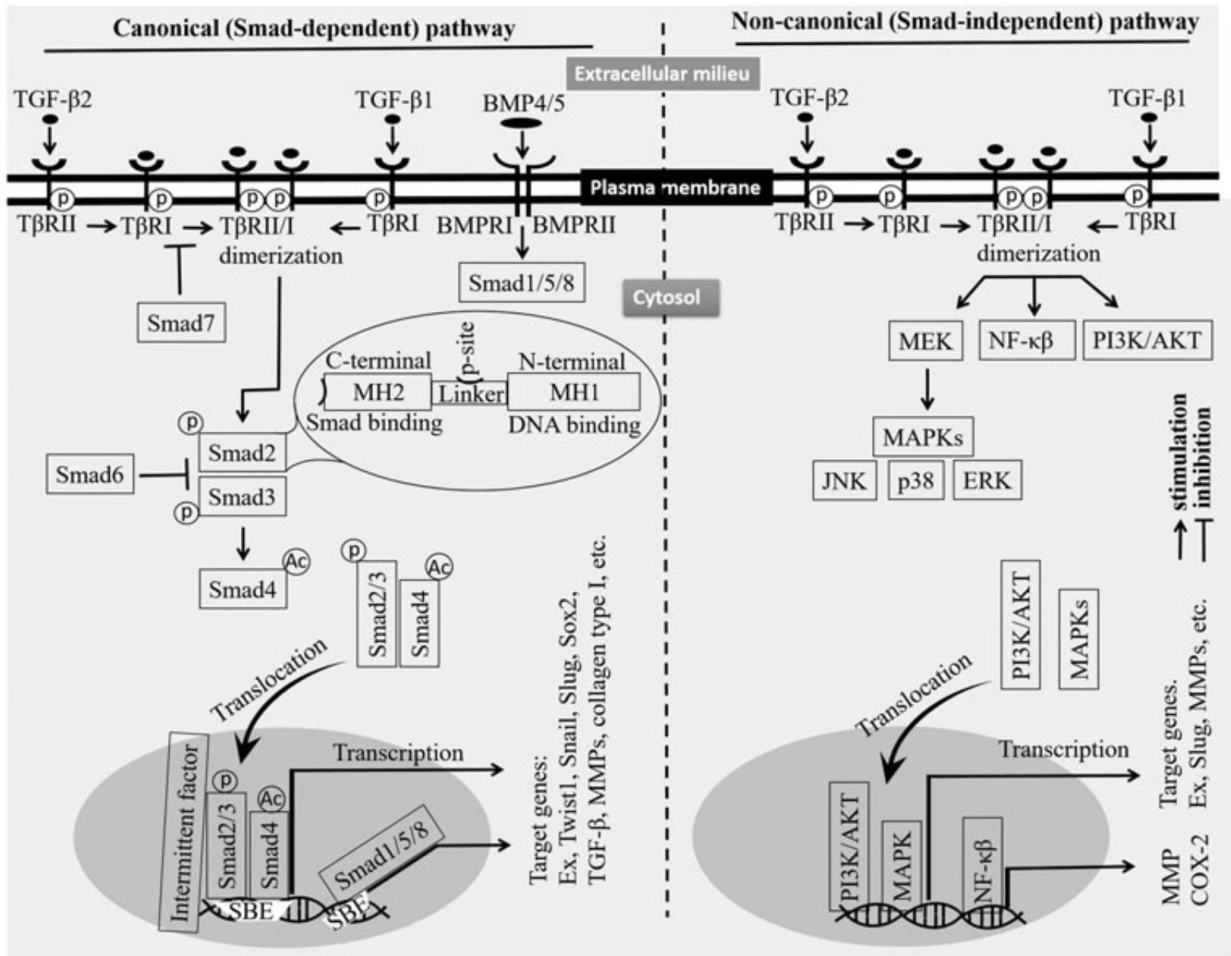 Canonical (Smad-dependent) pathway
Non-canonical (Smad-independent) pathway
Extracellular milieu
TGF-β2
TGF-β1
BMP4/5
TGF-β2
TGF-β1
Plasma membrane
p
p
p
p
p
p
p
p
p
p
TβRII
TβRI
TβRII/I
dimerization
TβRI
BMPRI
BMPRII
TβRII
TβRI
TβRII/I
dimerization
TβRI
Smad7
Smad1/5/8
Cytosol
MEK
NF-κβ
PI3K/AKT
C-terminal
p-site
N-terminal
MH2
Linker
MH1
Smad binding
DNA binding
p
Smad2
Smad6
Smad3
p
Smad4
Ac
MAPKs
JNK
p38
ERK
stimulation
inhibition
p
Smad2/3
Ac
Smad4
Translocation
PI3K/AKT
MAPKs
Translocation
Intermittent factor
p
Smad2/3
Ac
Smad4
Transcription
Smad1/5/8
SBE
SBE
Target genes:
Ex, Twist1, Snail, Slug, Sox2,
TGF-β, MMPs, collagen type I, etc.
PI3K/AKT
MAPK
NF-κβ
Transcription
Target genes.
Ex, Slug, MMPs, etc.
MMP
COX-2